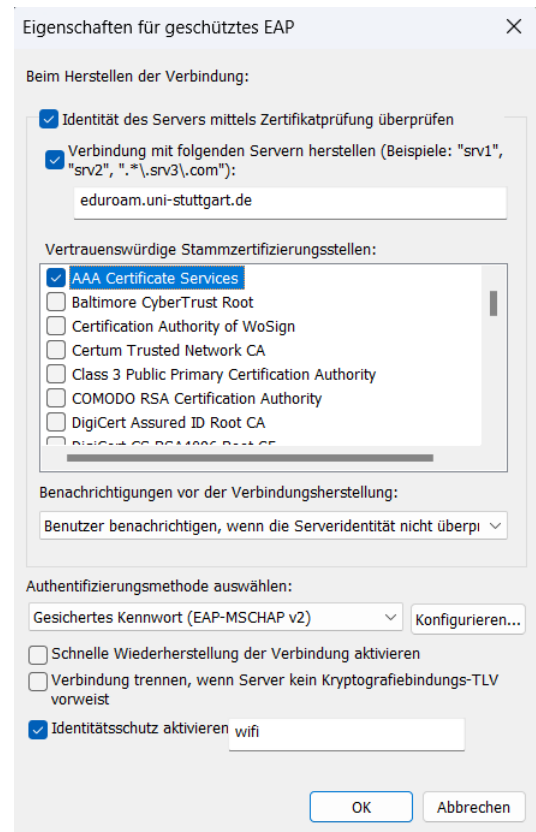 Eigenschaften für geschütztes EAP
Beim Herstellen der Verbindung:
Identität des Servers mittels Zertifikatprüfung überprüfen
Verbindung mit folgenden Servern herstellen (Beispiele: "srv1",
"srv2", ".*\.srv3\.com"):
eduroam.uni-stuttgart.de
Vertrauenswürdige Stammzertifizierungsstellen:
AAA Certificate Services
Baltimore CyberTrust Root
Certification Authority of WoSign
Certum Trusted Network CA
Class 3 Public Primary Certification Authority
COMODO RSA Certification Authority
DigiCert Assured ID Root CA
Benachrichtigungen vor der Verbindungsherstellung:
Benutzer benachrichtigen, wenn die Serveridentität nicht überp
Authentifizierungsmethode auswählen:
Gesichertes Kennwort (EAP-MSCHAP v2)
Konfigurieren...
Schnelle Wiederherstellung der Verbindung aktivieren
Verbindung trennen, wenn Server kein Kryptografiebindungs-TLV
vorweist
Identitätsschutz aktivieren
wifi
OK
Abbrechen